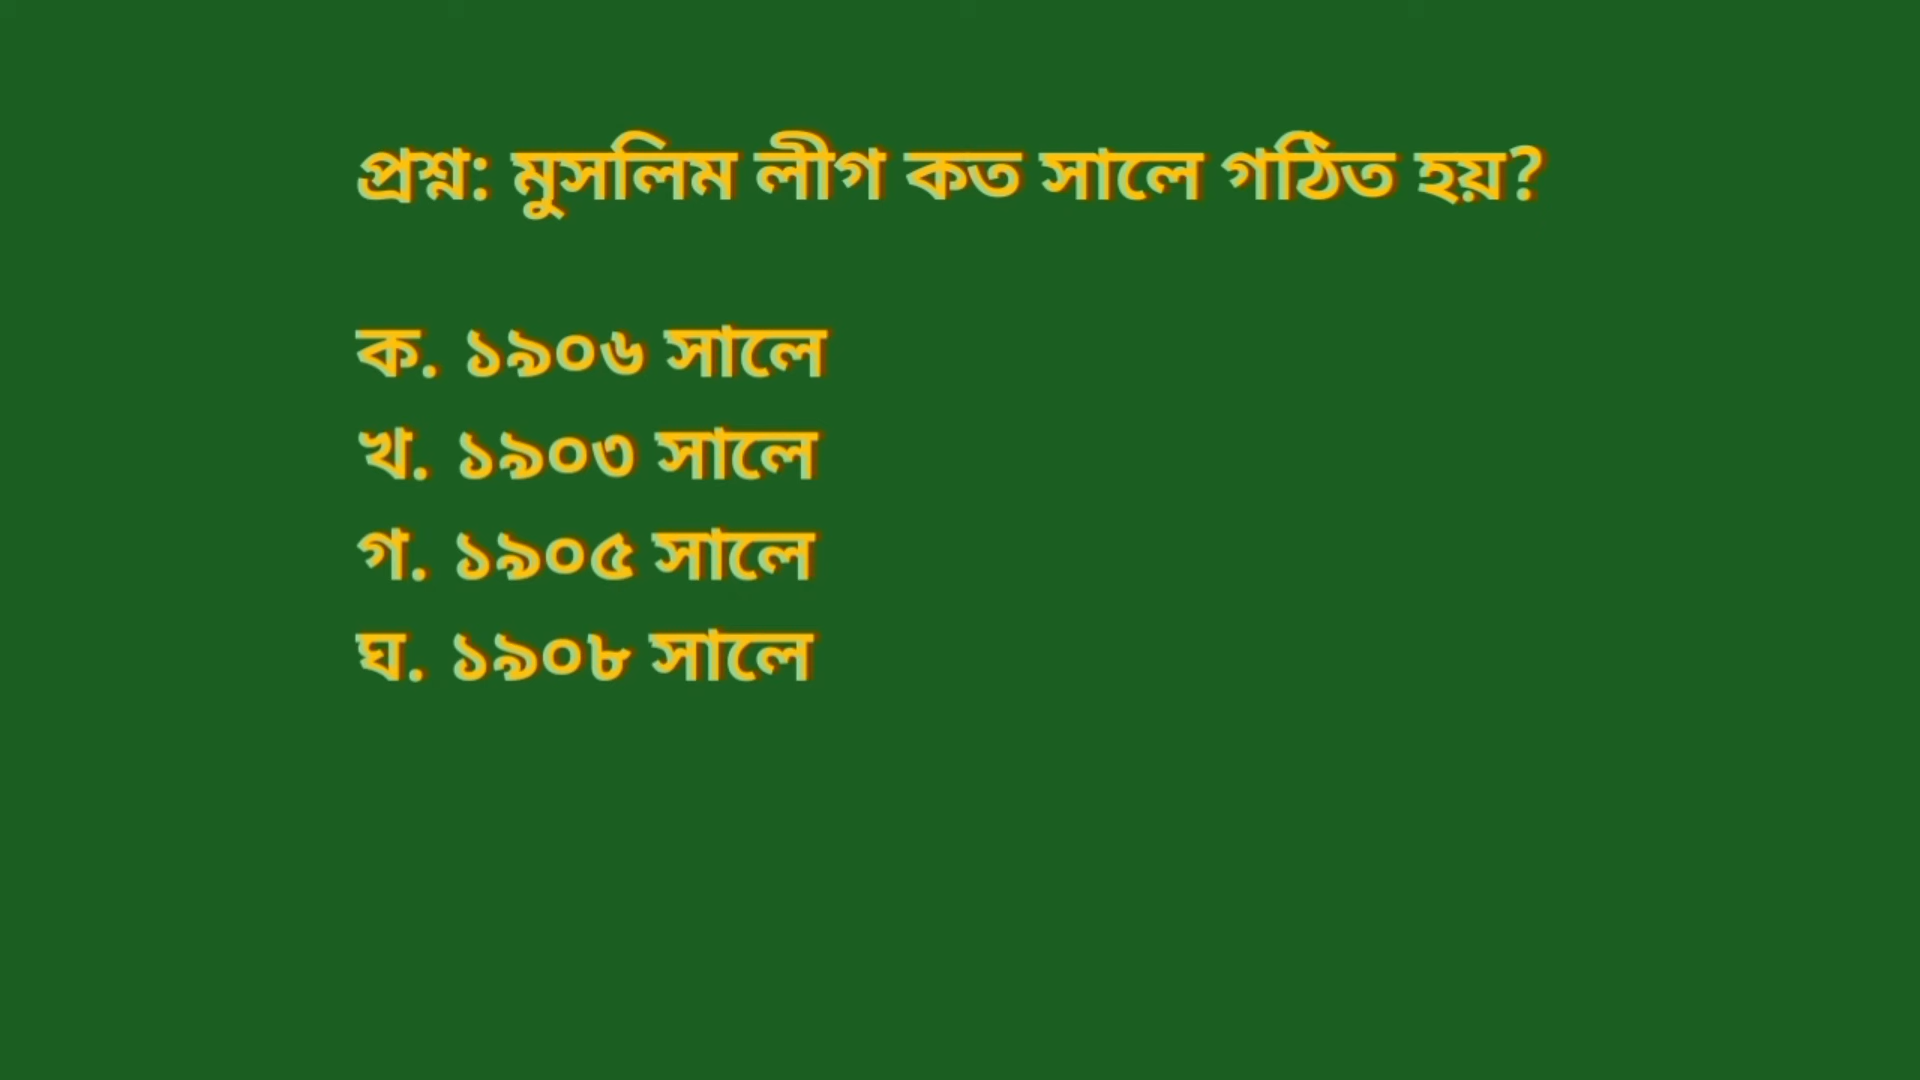 প্রশ্ন: মুসলিম লীগ কত সালে গঠিত হয়?
ক. ১৯০৬ সালে
খ. ১৯০৩ সালে
গ. ১৯০৫ সালে
ঘ. ১৯০৮ সালে